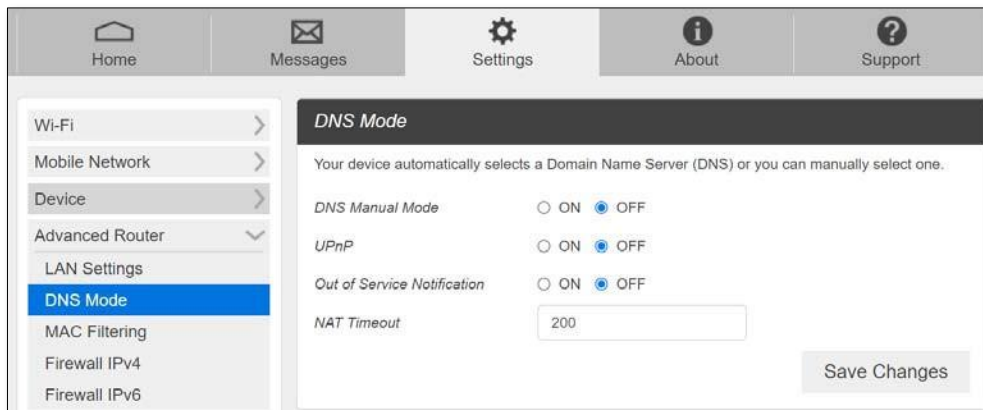 Home Messages Settings About Support
Wi-Fi
Mobile Network
Device
Advanced Router
LAN Settings
DNS Mode
MAC Filtering
Firewall IPv4
Firewall IPv6
DNS Mode
Your device automatically selects a Domain Name Server (DNS) or you can manually select one.
DNS Manual Mode ON OFF
UPnP ON OFF
Out of Service Notification ON OFF
NAT Timeout 200
Save Changes